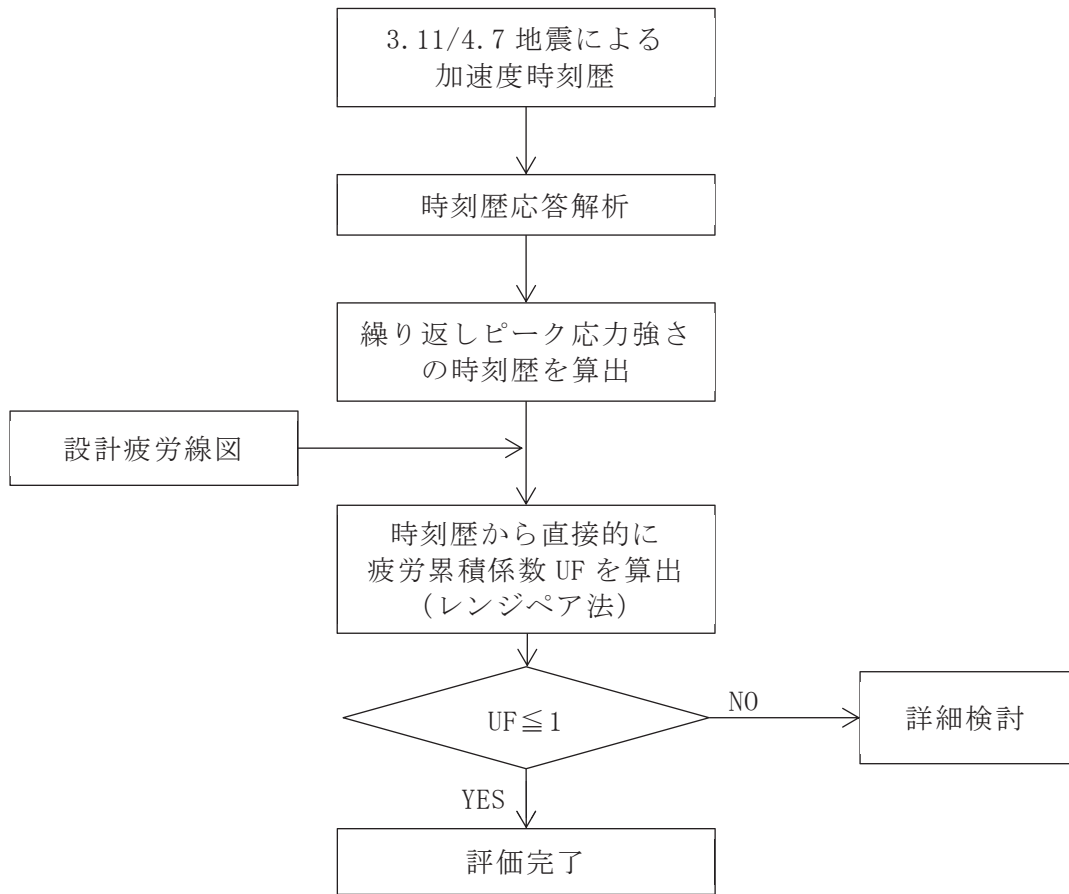 3.11/4.7 地震による
加速度時刻歴
時刻歴応答解析
繰り返しピーク応力強さ
の時刻歴を算出
設計疲労線図
時刻歴から直接的に
疲労累積係数 UF を算出
(レンジペア法)
UF≦1
NO
詳細検討
YES
評価完了